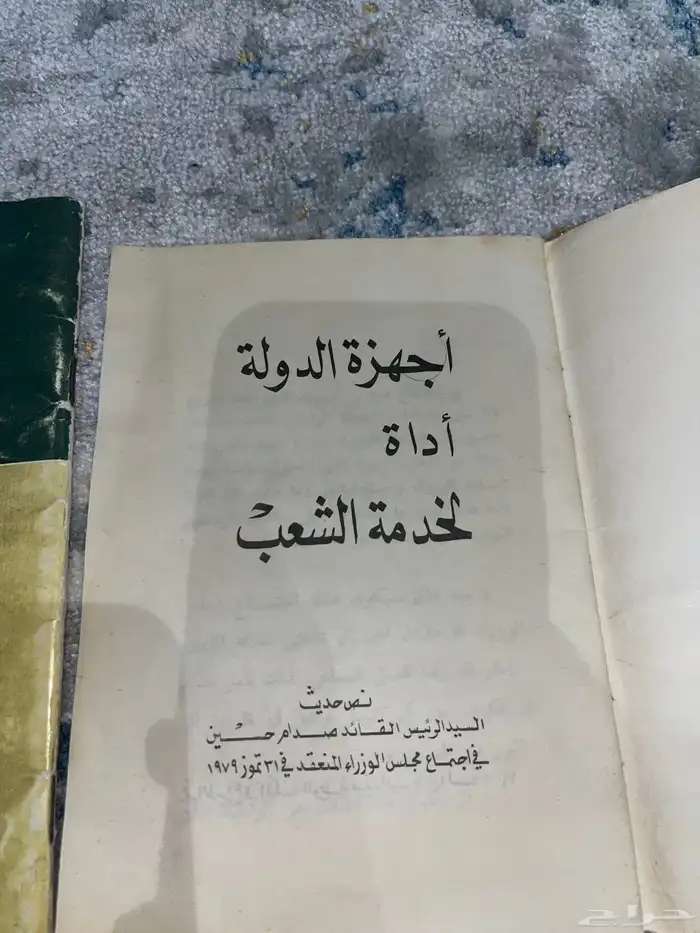 أجهزة الدولة
أداة
لخدمة الشعب
نص حديث
السيد الرئيس القائد صدام حسين
في اجتماع مجلس الوزراء المنعقد في ٣١ تموز ١٩٧٩
حراج